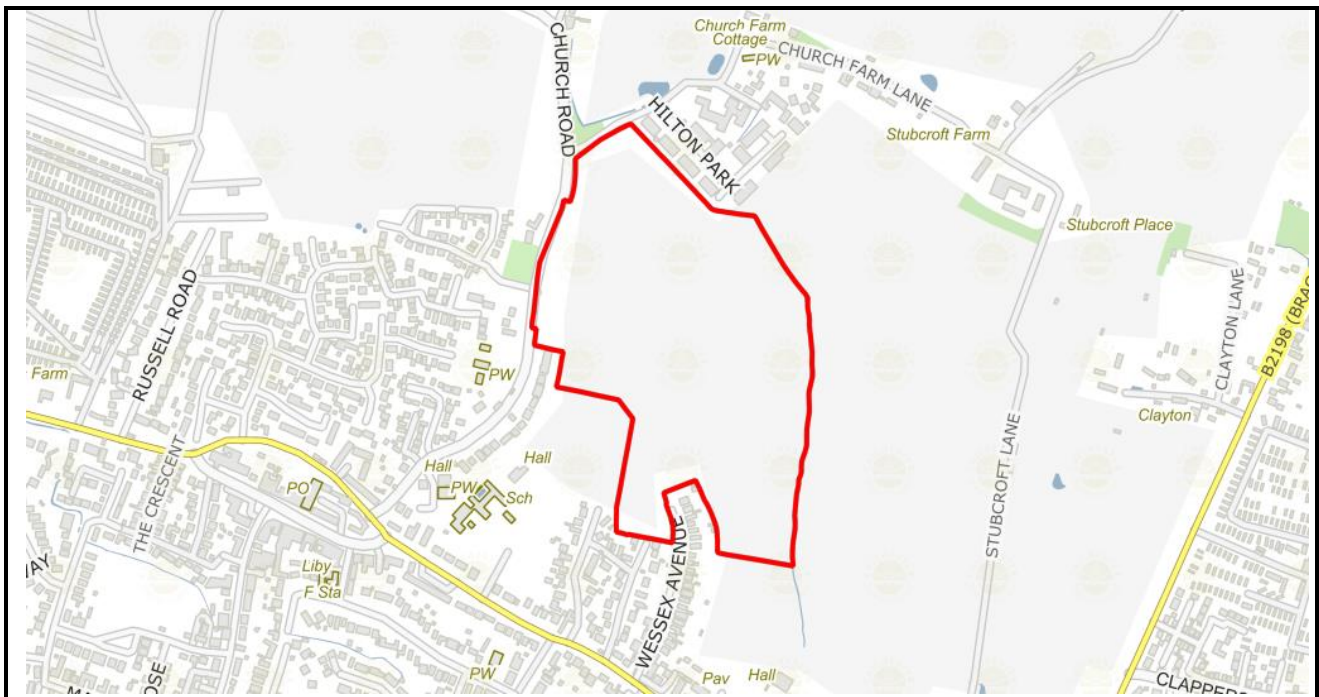 Church Farm
Cottage
PW
CHURCH FARM LANE
CHURCH ROAD
HILTON PARK
Stubcroft Farm
Stubcroft Place
CLAYTON LANE
B2198 (BRAC
RUSSELL ROAD
Farm
PW
Clayton
STUBCROFT LANE
THE CRESCENT
PO
Hall
Hall
PW
Sch
WESSEX AVENUE
Liby
F Sta
PW
Pav
Hall